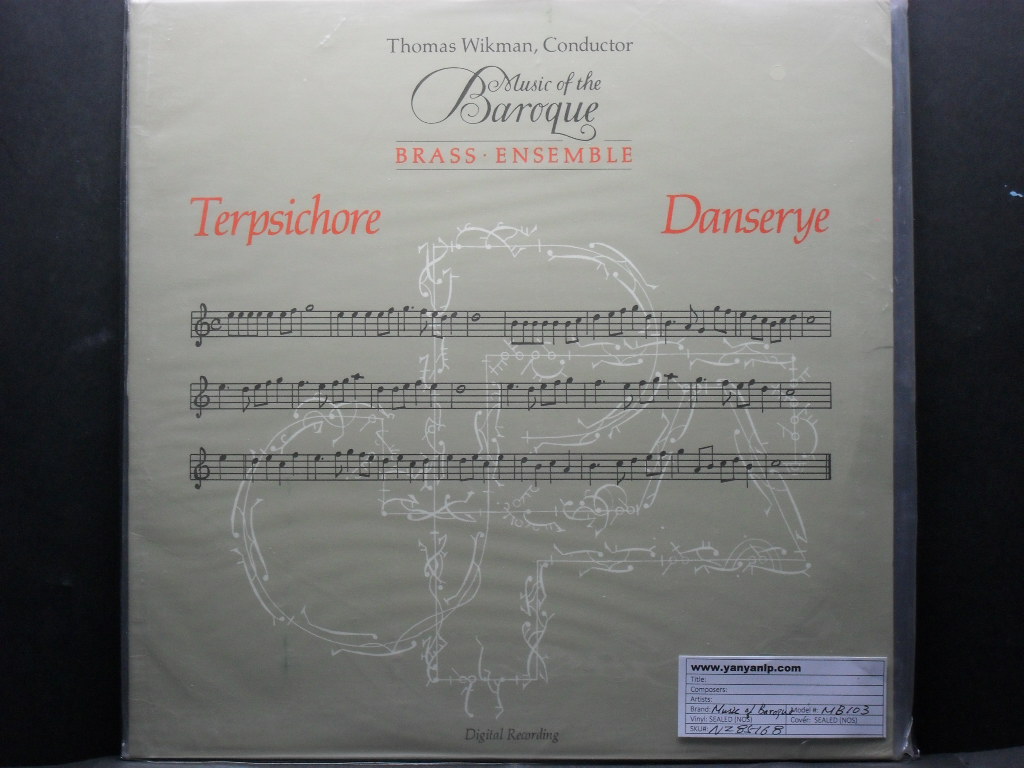 Thomas Wikman, Conductor
Music of the
Baroque
BRASS · ENSEMBLE
Terpsichore
Danserye
Digital Recording
www.yanyanlp.com
Title:
Composers:
Artists:
Brand: Music of Baroque Model #: MB103
Vinyl: SEALED (NOS) Cover: SEALED (NOS)
SKU#: NZ8516B